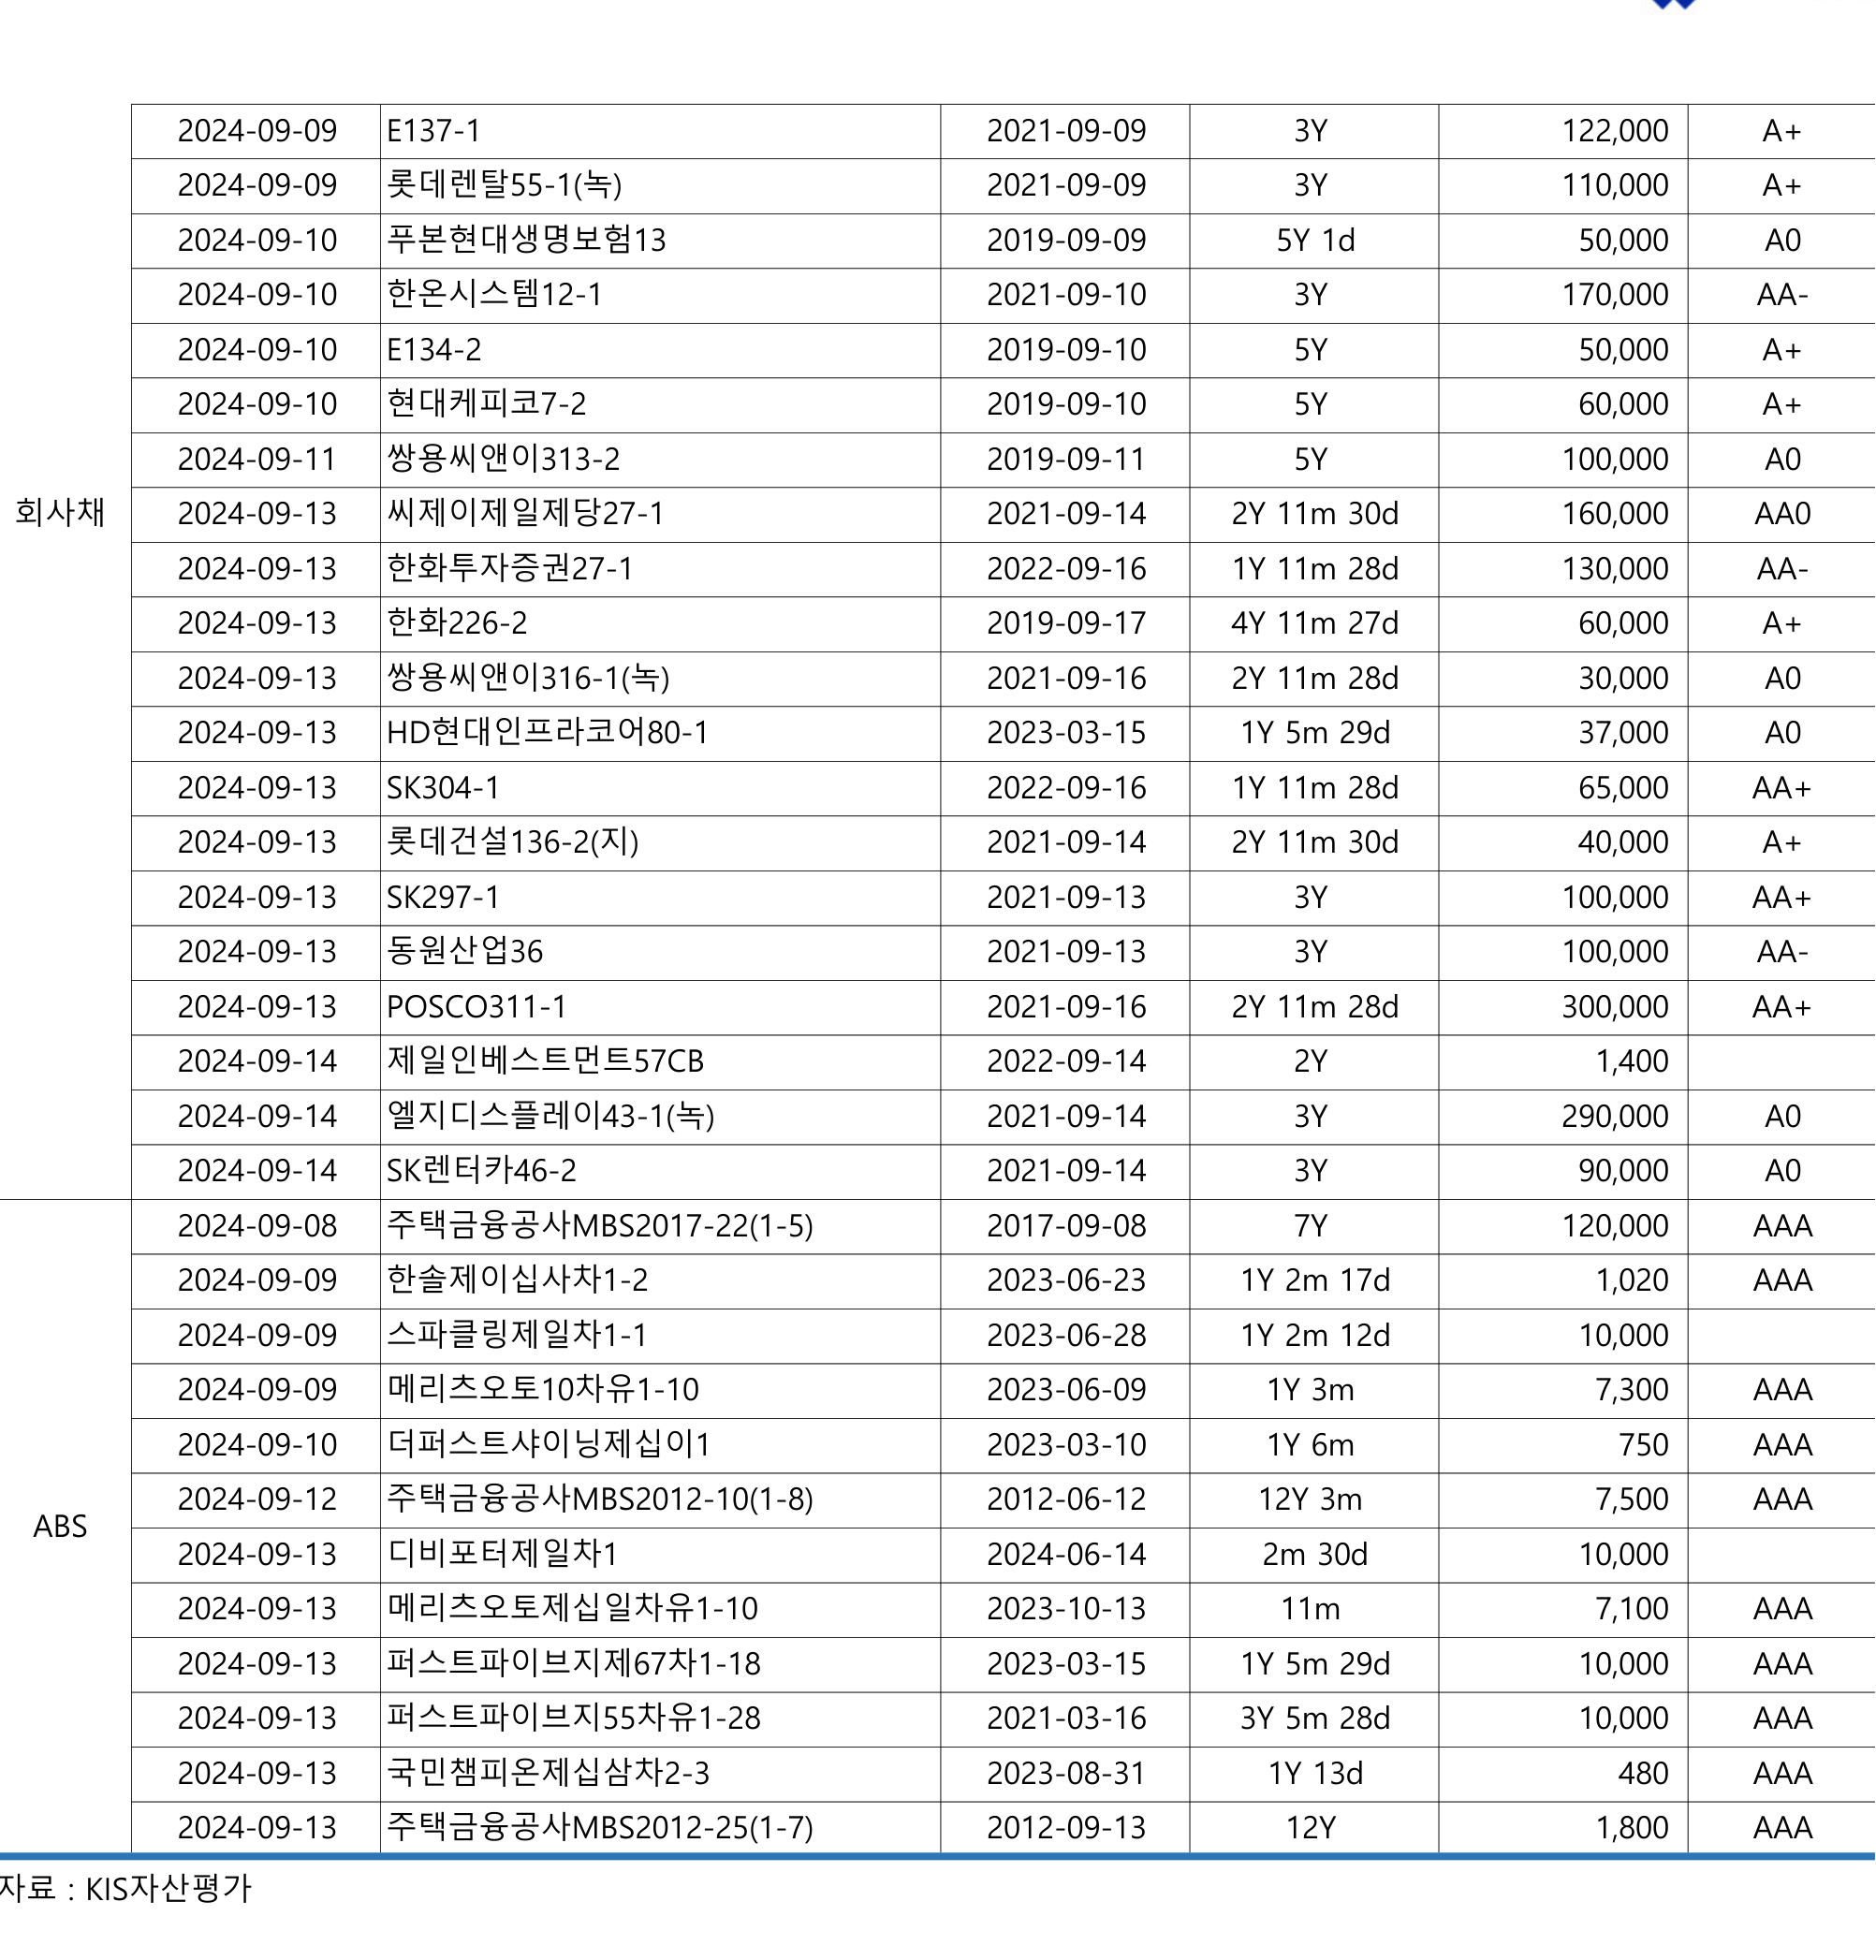 2024-09-09 E137-1 2021-09-09 3Y 122,000 A+
2024-09-09 롯데렌탈55-1(녹) 2021-09-09 3Y 110,000 A+
2024-09-10 푸본현대생명보험13 2019-09-09 5Y 1d 50,000 A0
2024-09-10 한온시스템12-1 2021-09-10 3Y 170,000 AA-
2024-09-10 E134-2 2019-09-10 5Y 50,000 A+
2024-09-10 현대케피코7-2 2019-09-10 5Y 60,000 A+
2024-09-11 쌍용씨앤이313-2 2019-09-11 5Y 100,000 A0
회사채 2024-09-13 씨제이제일제당27-1 2021-09-14 2Y 11m 30d 160,000 AA0
2024-09-13 한화투자증권27-1 2022-09-16 1Y 11m 28d 130,000 AA-
2024-09-13 한화226-2 2019-09-17 4Y 11m 27d 60,000 A+
2024-09-13 쌍용씨앤이316-1(녹) 2021-09-16 2Y 11m 28d 30,000 A0
2024-09-13 HD현대인프라코어80-1 2023-03-15 1Y 5m 29d 37,000 A0
2024-09-13 SK304-1 2022-09-16 1Y 11m 28d 65,000 AA+
2024-09-13 롯데건설136-2(지) 2021-09-14 2Y 11m 30d 40,000 A+
2024-09-13 SK297-1 2021-09-13 3Y 100,000 AA+
2024-09-13 동원산업36 2021-09-13 3Y 100,000 AA-
2024-09-13 POSCO311-1 2021-09-16 2Y 11m 28d 300,000 AA+
2024-09-14 제일인베스트먼트57CB 2022-09-14 2Y 1,400
2024-09-14 엘지디스플레이43-1(녹) 2021-09-14 3Y 290,000 A0
2024-09-14 SK렌터카46-2 2021-09-14 3Y 90,000 A0
2024-09-08 주택금융공사MBS2017-22(1-5) 2017-09-08 7Y 120,000 AAA
2024-09-09 한솔제이십사차1-2 2023-06-23 1Y 2m 17d 1,020 AAA
2024-09-09 스파클링제일차1-1 2023-06-28 1Y 2m 12d 10,000
2024-09-09 메리츠오토10차유1-10 2023-06-09 1Y 3m 7,300 AAA
2024-09-10 더퍼스트샤이닝제십이1 2023-03-10 1Y 6m 750 AAA
2024-09-12 주택금융공사MBS2012-10(1-8) 2012-06-12 12Y 3m 7,500 AAA
ABS 2024-09-13 디비포터제일차1 2024-06-14 2m 30d 10,000
2024-09-13 메리츠오토제십일차유1-10 2023-10-13 11m 7,100 AAA
2024-09-13 퍼스트파이브지제67차1-18 2023-03-15 1Y 5m 29d 10,000 AAA
2024-09-13 퍼스트파이브지55차유1-28 2021-03-16 3Y 5m 28d 10,000 AAA
2024-09-13 국민챔피온제십삼차2-3 2023-08-31 1Y 13d 480 AAA
2024-09-13 주택금융공사MBS2012-25(1-7) 2012-09-13 12Y 1,800 AAA
자료 : KIS자산평가